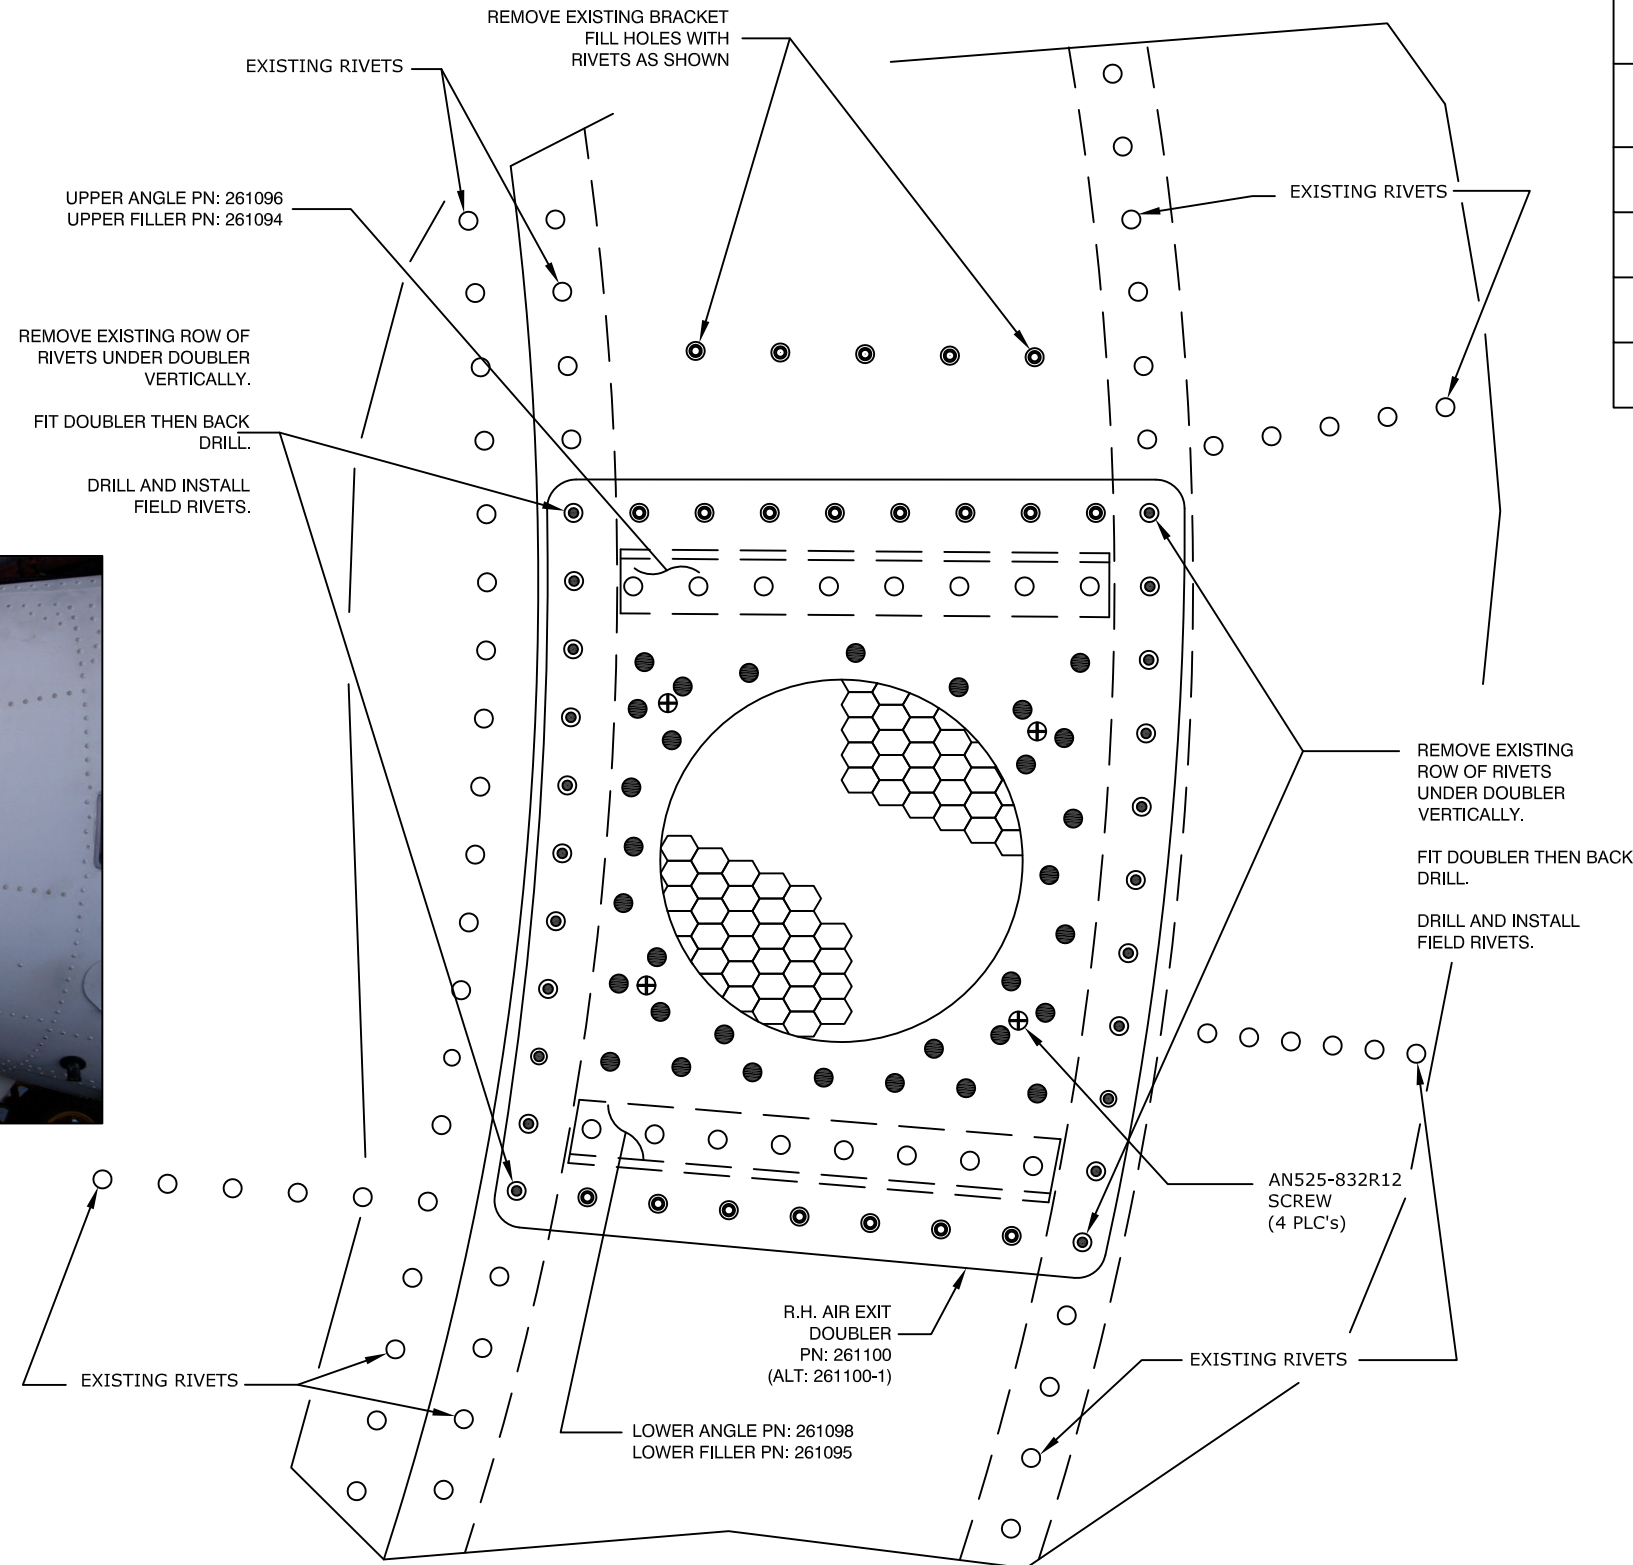 REMOVE EXISTING BRACKET
FILL HOLES WITH
RIVETS AS SHOWN
EXISTING RIVETS
UPPER ANGLE PN: 261096
UPPER FILLER PN: 261094
EXISTING RIVETS
REMOVE EXISTING ROW OF
RIVETS UNDER DOUBLER
VERTICALLY.
FIT DOUBLER THEN BACK
DRILL.
DRILL AND INSTALL
FIELD RIVETS.
REMOVE EXISTING
ROW OF RIVETS
UNDER DOUBLER
VERTICALLY.
FIT DOUBLER THEN BACK
DRILL.
DRILL AND INSTALL
FIELD RIVETS.
AN525-832R12
SCREW
(4 PLC's)
R.H. AIR EXIT
DOUBLER
PN: 261100
(ALT: 261100-1)
EXISTING RIVETS
EXISTING RIVETS
LOWER ANGLE PN: 261098
LOWER FILLER PN: 261095